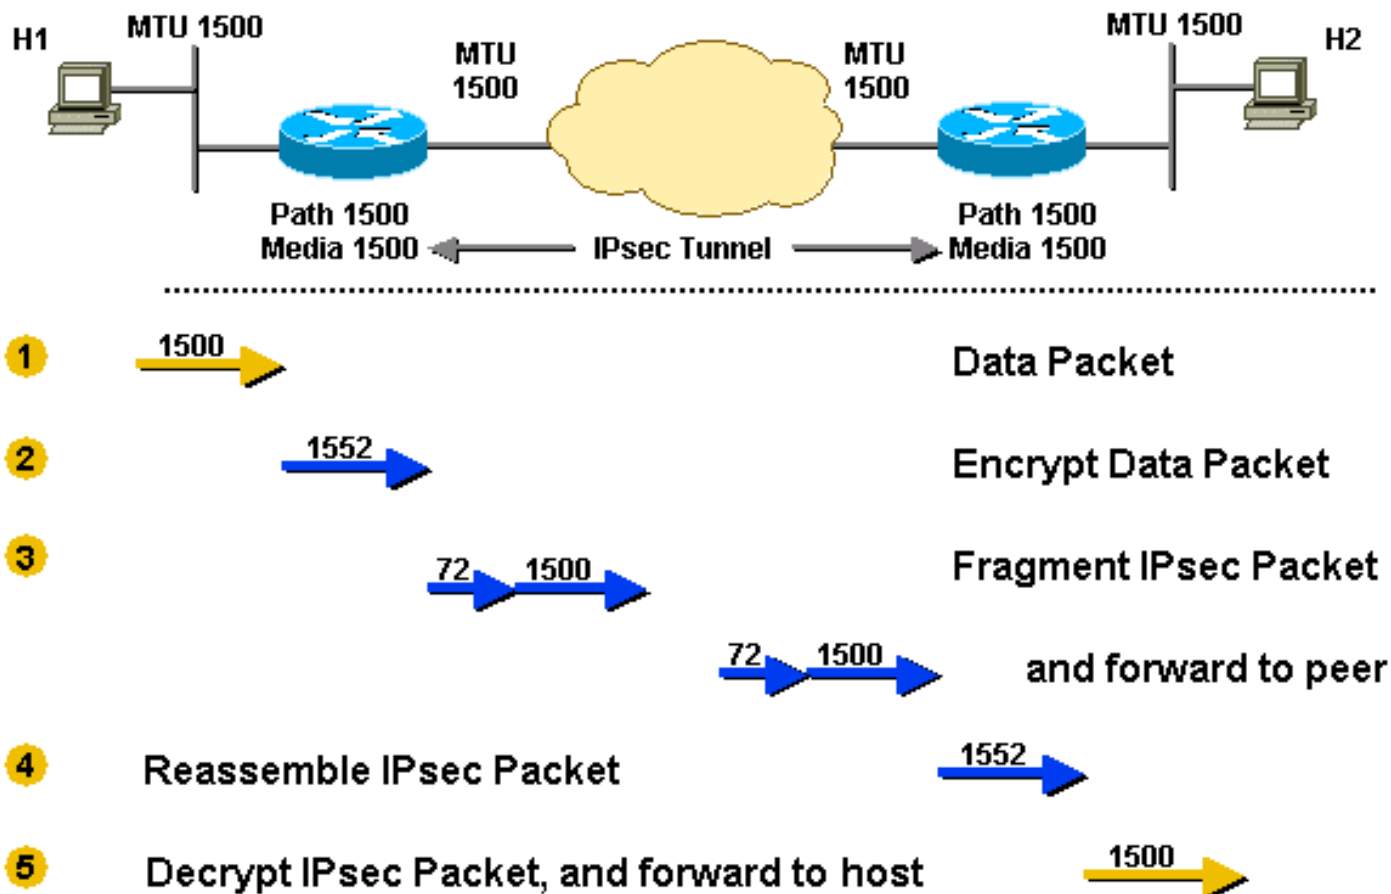 H1
MTU 1500
MTU
1500
MTU
1500
MTU 1500
H2
Path 1500
Media 1500
IPsec Tunnel
Path 1500
Media 1500
1
1500
Data Packet
2
1552
Encrypt Data Packet
3
72
1500
Fragment IPsec Packet
72
1500
and forward to peer
4
Reassemble IPsec Packet
1552
5
Decrypt IPsec Packet, and forward to host
1500